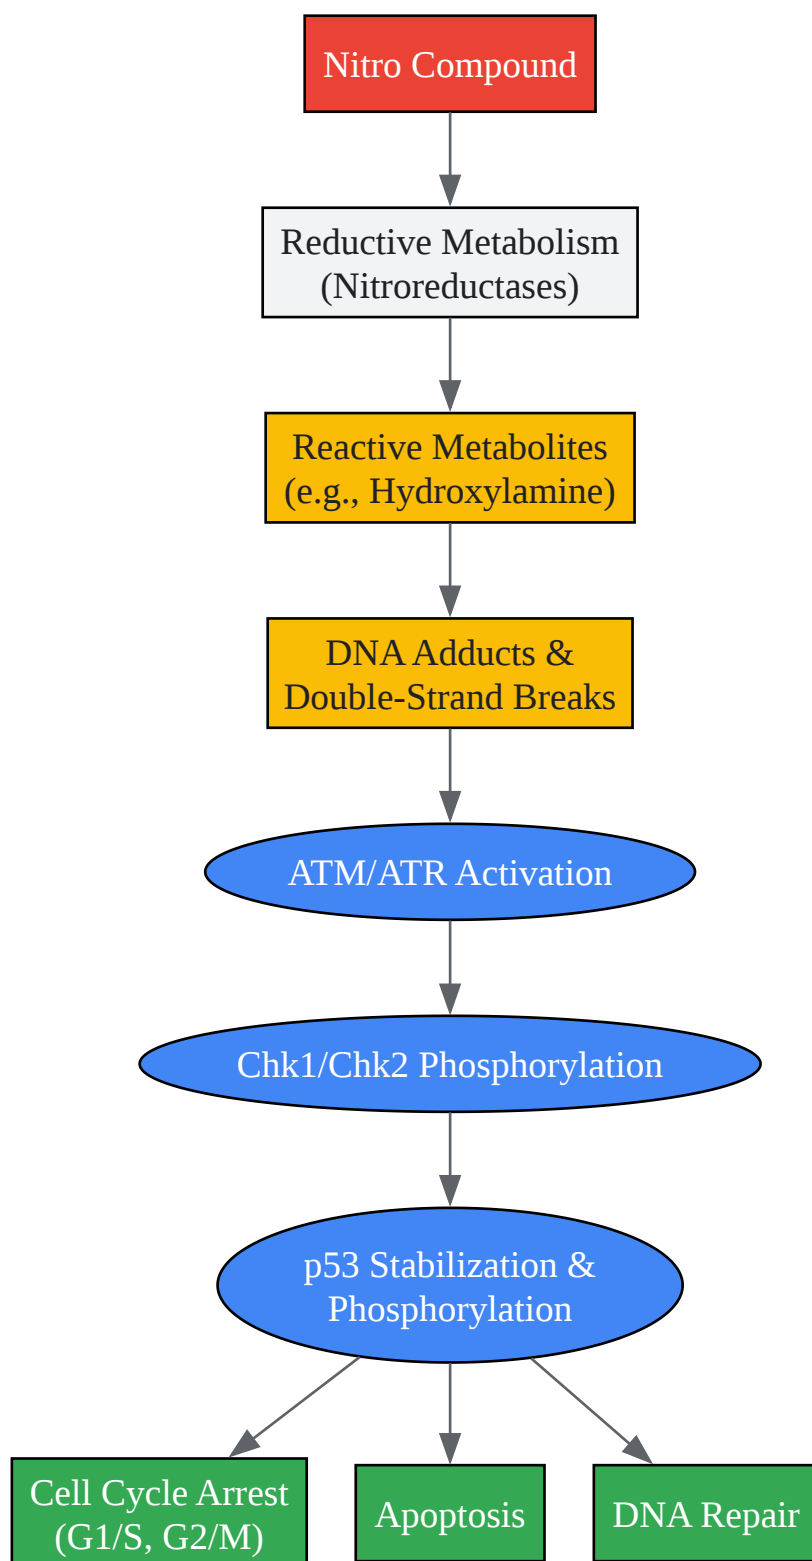 Nitro Compound
Reductive Metabolism
(Nitroreductases)
Reactive Metabolites
(e.g., Hydroxylamine)
DNA Adducts &
Double-Strand Breaks
ATM/ATR Activation
Chk1/Chk2 Phosphorylation
p53 Stabilization &
Phosphorylation
Cell Cycle Arrest
(G1/S, G2/M)
Apoptosis
DNA Repair